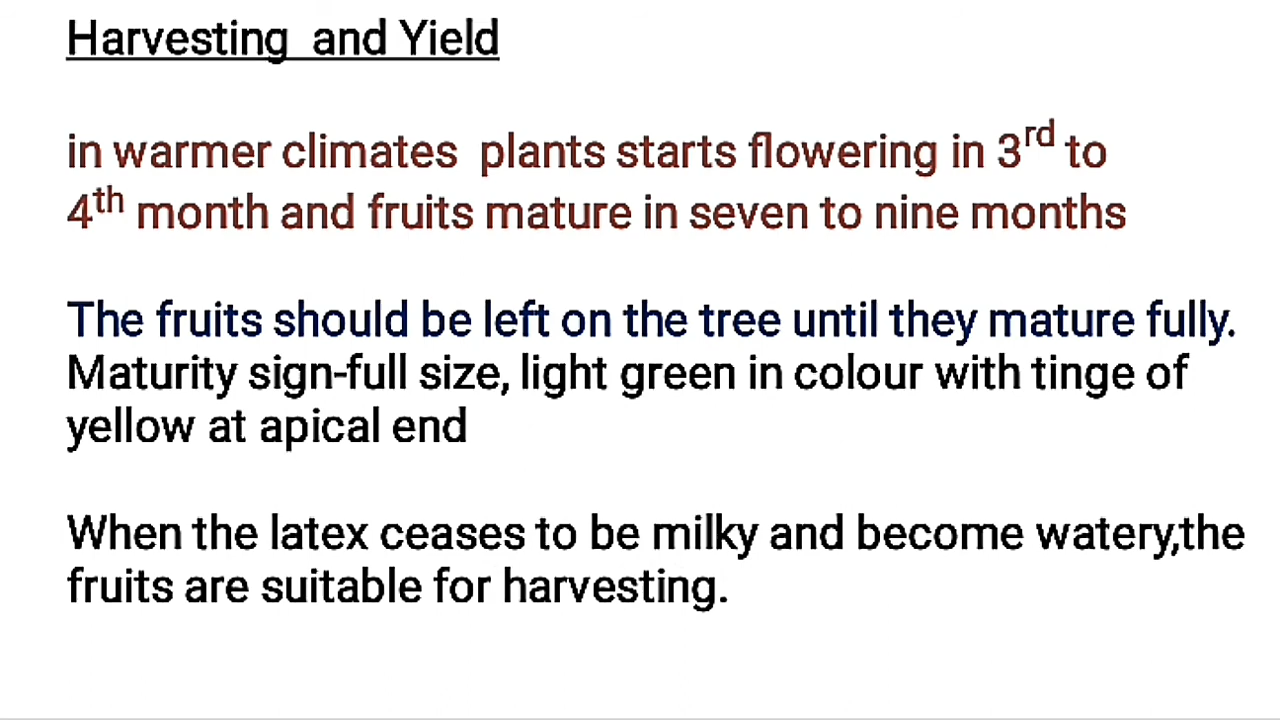 Harvesting and Yield
in warmer climates plants starts flowering in 3rd to
4th month and fruits mature in seven to nine months
The fruits should be left on the tree until they mature fully.
Maturity sign-full size, light green in colour with tinge of
yellow at apical end
When the latex ceases to be milky and become watery,the
fruits are suitable for harvesting.